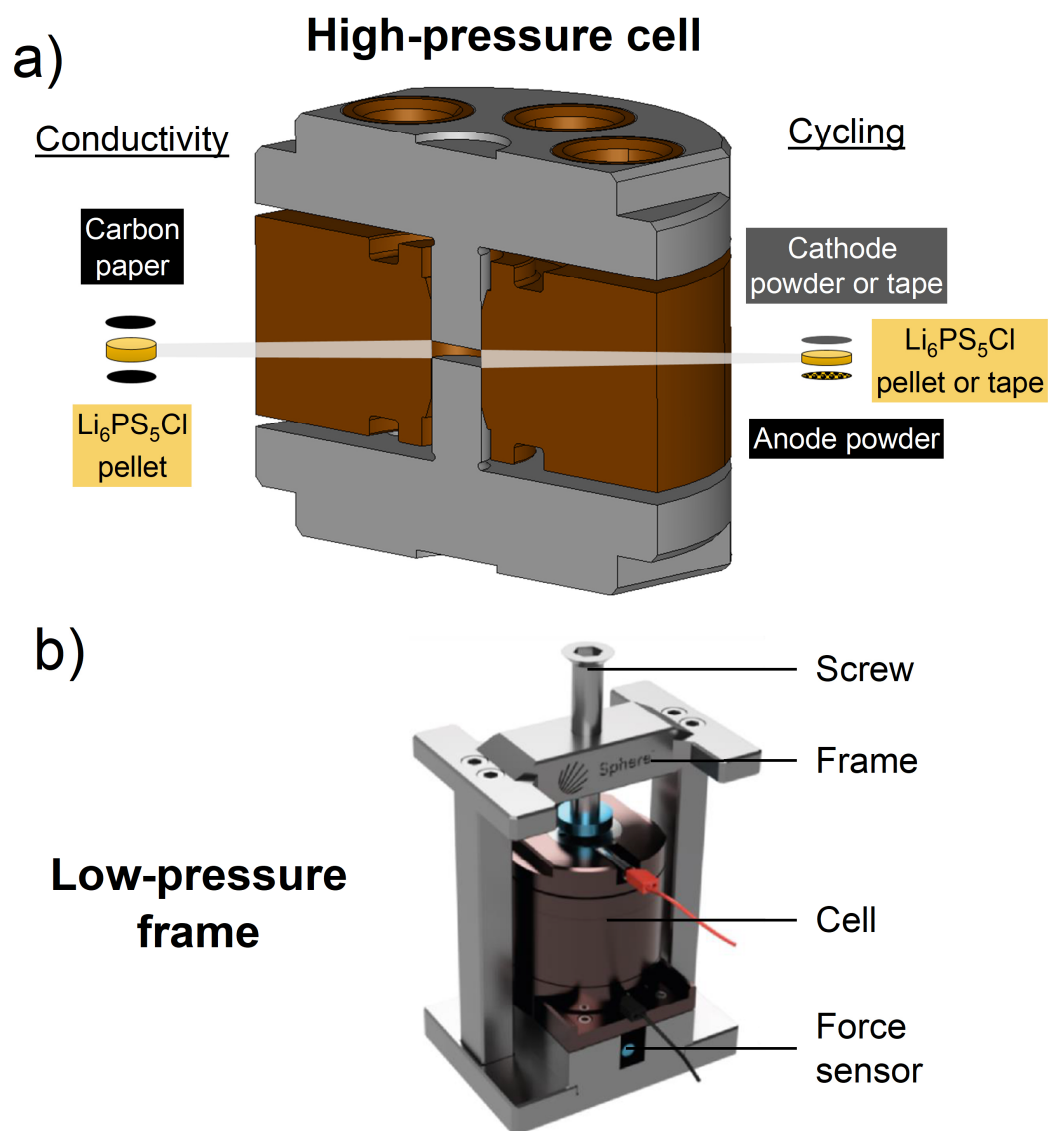 High-pressure cell
a)
Conductivity
Cycling
Carbon
paper
Li₆PS₅Cl
pellet
Cathode
powder or tape
Li₆PS₅Cl
pellet or tape
Anode powder
b)
Screw
Frame
Sphere
Low-pressure
frame
Cell
Force
sensor